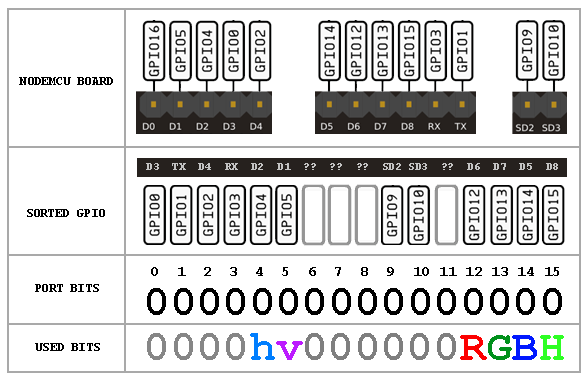 GPIO16 GPIO5 GPIO4 GPIO0 GPIO2 GPIO14 GPIO12 GPIO13 GPIO15 GPIO3 GPIO1 GPIO9 GPIO10
NODEMCU BOARD
D0 D1 D2 D3 D4 D5 D6 D7 D8 RX TX SD2 SD3
D3 TX D4 RX D2 D1 ?? ?? ?? SD2 SD3 ?? D6 D7 D5 D8
SORTED GPIO
GPIO0 GPIO1 GPIO2 GPIO3 GPIO4 GPIO5 GPIO9 GPIO10 GPIO12 GPIO13 GPIO14 GPIO15
0 1 2 3 4 5 6 7 8 9 10 11 12 13 14 15
PORT BITS
0000000000000000
USED BITS
0000hv000000RGBH